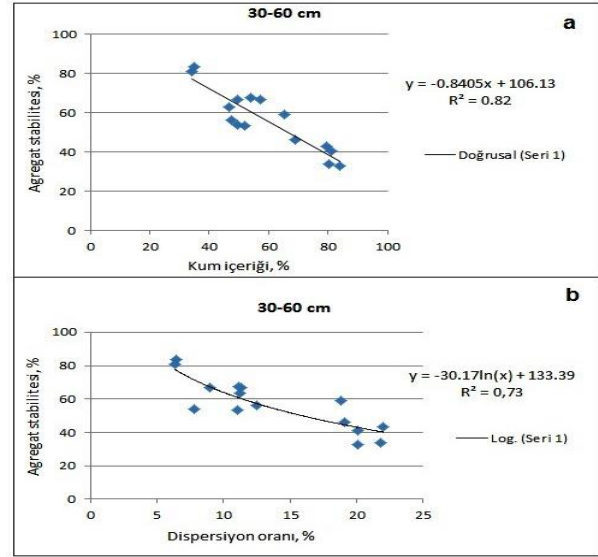 30-60 cm
a
100
80
60
40
20
0
Agregat stabilitesi, %
0 20 40 60 80 100
Kum içeriği, %
y = -0.8405x + 106.13
R² = 0.82
Doğrusal (Seri 1)
30-60 cm
b
100
80
60
40
20
0
Agregat stabilitesi, %
0 5 10 15 20 25
Dispersiyon oranı, %
y = -30.17ln(x) + 133.39
R² = 0,73
Log. (Seri 1)